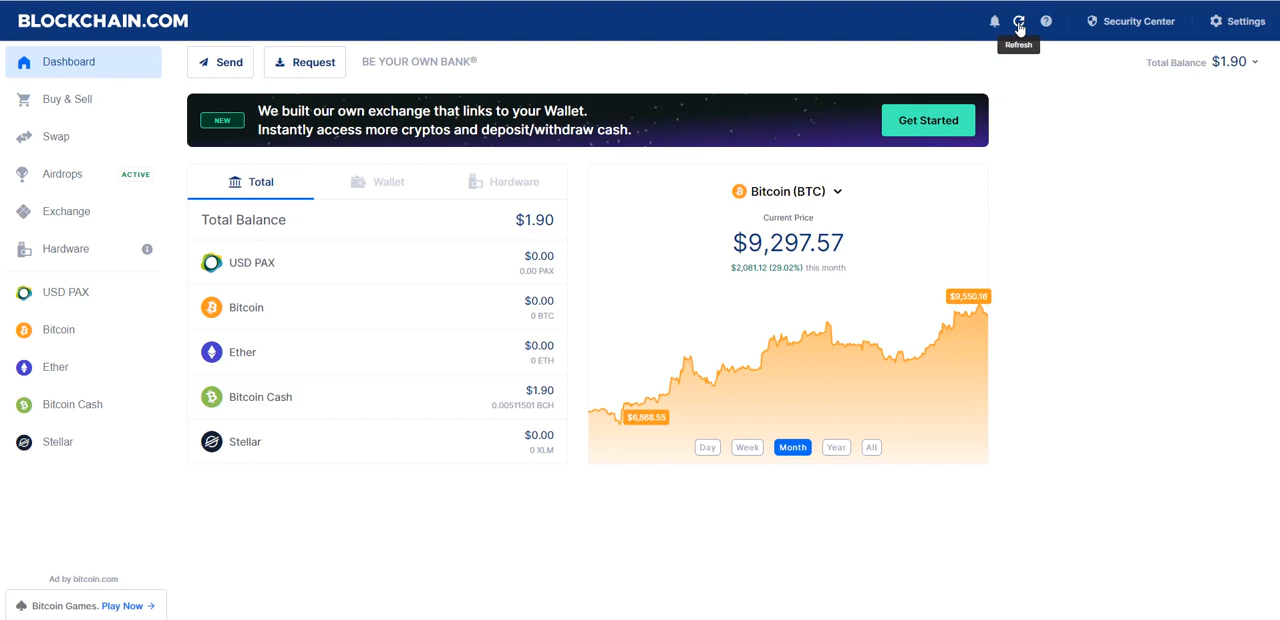 BLOCKCHAIN.COM
Refresh
Security Center
Settings
Dashboard
Buy & Sell
Swap
Airdrops ACTIVE
Exchange
Hardware
USD PAX
Bitcoin
Ether
Bitcoin Cash
Stellar
Ad by bitcoin.com
Bitcoin Games. Play Now →
Send
Request
BE YOUR OWN BANK®
Total Balance $1.90
NEW
We built our own exchange that links to your Wallet.
Instantly access more cryptos and deposit/withdraw cash.
Get Started
Total
Wallet
Hardware
Total Balance $1.90
USD PAX $0.00
0.00 PAX
Bitcoin $0.00
0 BTC
Ether $0.00
0 ETH
Bitcoin Cash $1.90
0.00511501 BCH
Stellar $0.00
0 XLM
Bitcoin (BTC)
Current Price
$9,297.57
$2,081.12 (29.02%) this month
$9,550.18
$6,868.55
Day
Week
Month
Year
All